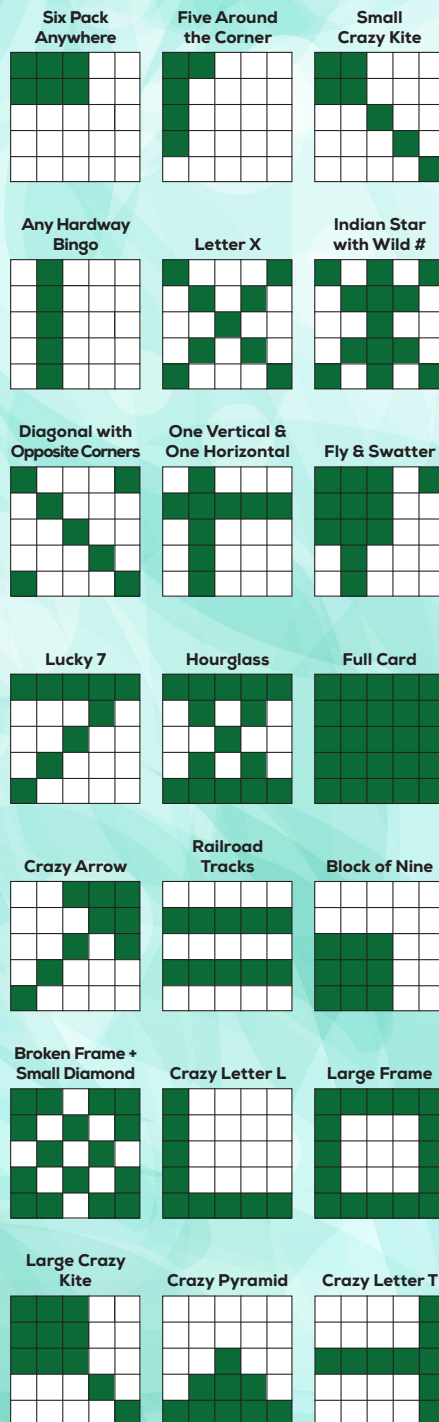 Six Pack
Anywhere
Five Around
the Corner
Small
Crazy Kite
Any Hardway
Bingo
Letter X
Indian Star
with Wild #
Diagonal with
Opposite Corners
One Vertical &
One Horizontal
Fly & Swatter
Lucky 7
Hourglass
Full Card
Crazy Arrow
Railroad
Tracks
Block of Nine
Broken Frame +
Small Diamond
Crazy Letter L
Large Frame
Large Crazy
Kite
Crazy Pyramid
Crazy Letter T